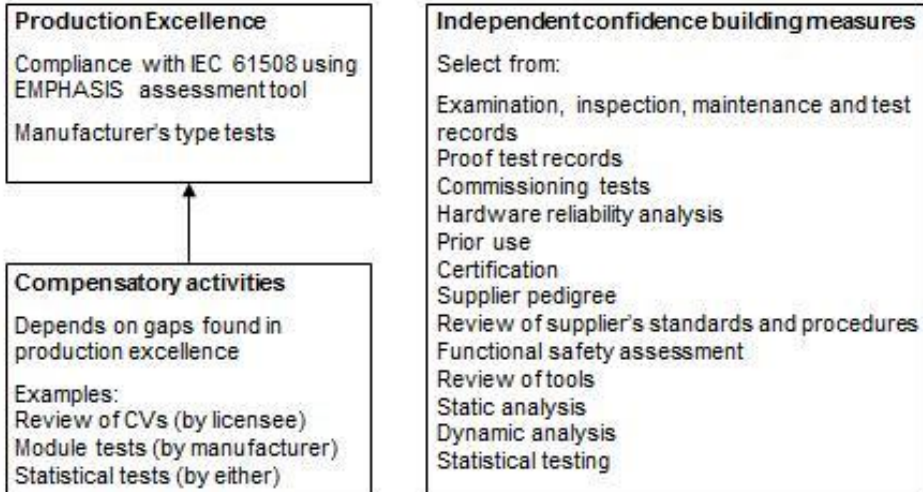 Production Excellence
Compliance with IEC 61508 using
EMPHASIS assessment tool
Manufacturer's type tests
Compensatory activities
Depends on gaps found in
production excellence
Examples:
Review of CVs (by licensee)
Module tests (by manufacturer)
Statistical tests (by either)
Independent confidence building measures
Select from:
Examination, inspection, maintenance and test
records
Proof test records
Commissioning tests
Hardware reliability analysis
Prior use
Certification
Supplier pedigree
Review of supplier's standards and procedures
Functional safety assessment
Review of tools
Static analysis
Dynamic analysis
Statistical testing